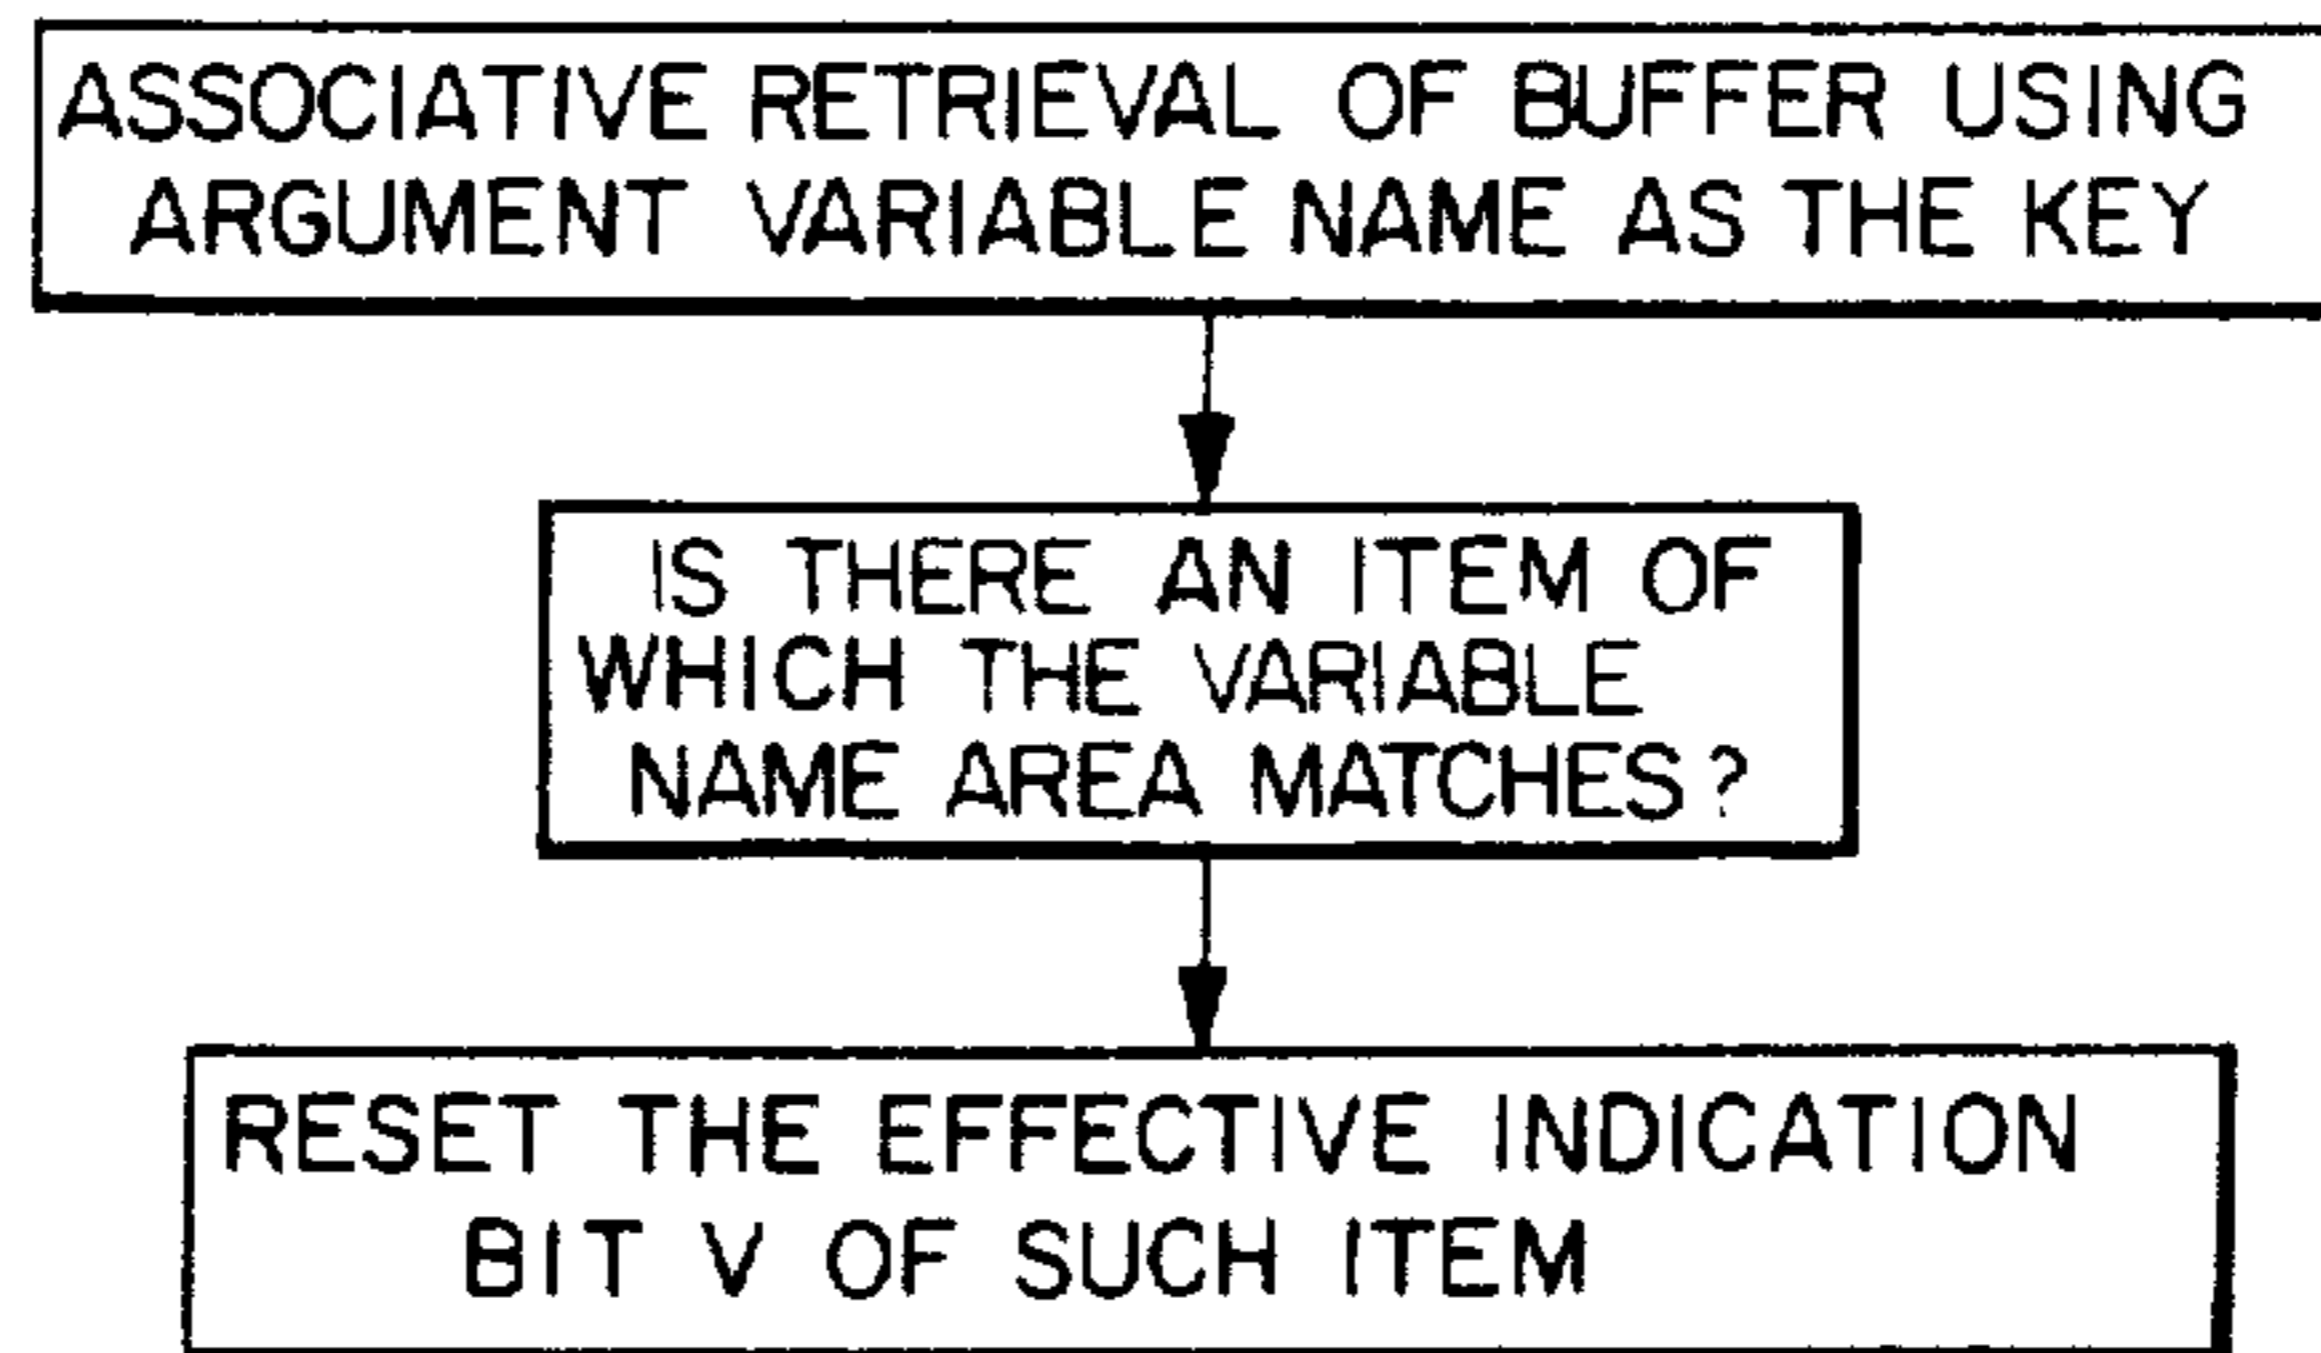 ASSOCIATIVE RETRIEVAL OF BUFFER USING
ARGUMENT VARIABLE NAME AS THE KEY
IS THERE AN ITEM OF
WHICH THE VARIABLE
NAME AREA MATCHES?
RESET THE EFFECTIVE INDICATION
BIT V OF SUCH ITEM